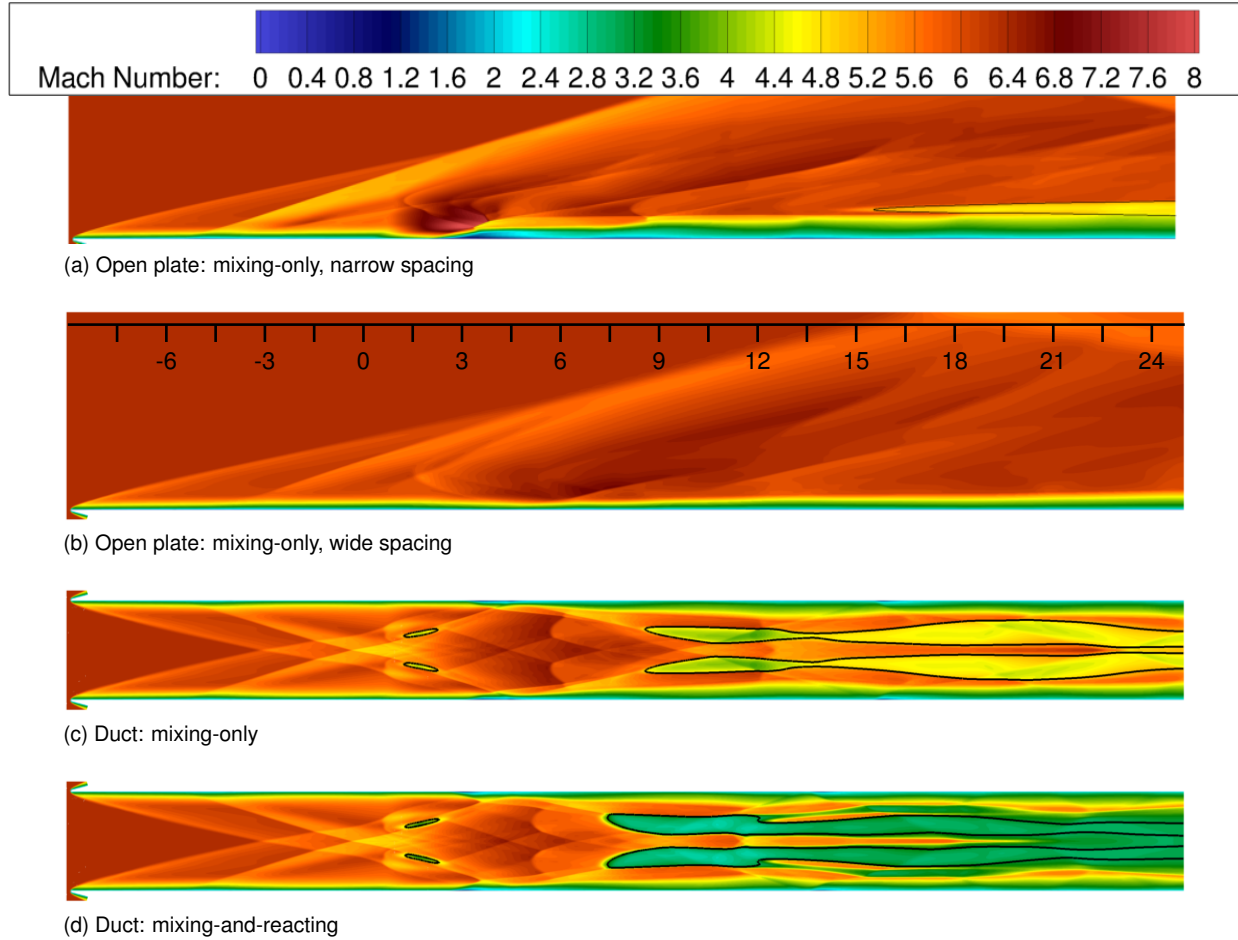 Mach Number: 0 0.4 0.8 1.2 1.6 2 2.4 2.8 3.2 3.6 4 4.4 4.8 5.2 5.6 6 6.4 6.8 7.2 7.6 8
(a) Open plate: mixing-only, narrow spacing
-6 -3 0 3 6 9 12 15 18 21 24
(b) Open plate: mixing-only, wide spacing
(c) Duct: mixing-only
(d) Duct: mixing-and-reacting